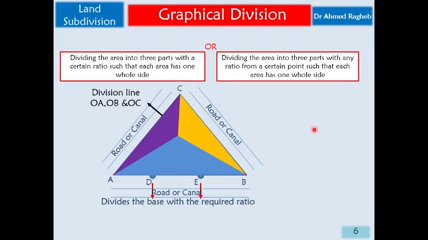 Land
Subdivision
Graphical Division
Dr Ahmed Ragheb
OR
Dividing the area into three parts with a
certain ratio such that each area has one
whole side
Dividing the area into three parts with any
ratio from a certain point such that each
area has one whole side
Division line
OA,OB &OC
C
Road or Canal
Road or Canal
A
D
E
B
Road or Canal
Divides the base with the required ratio
6